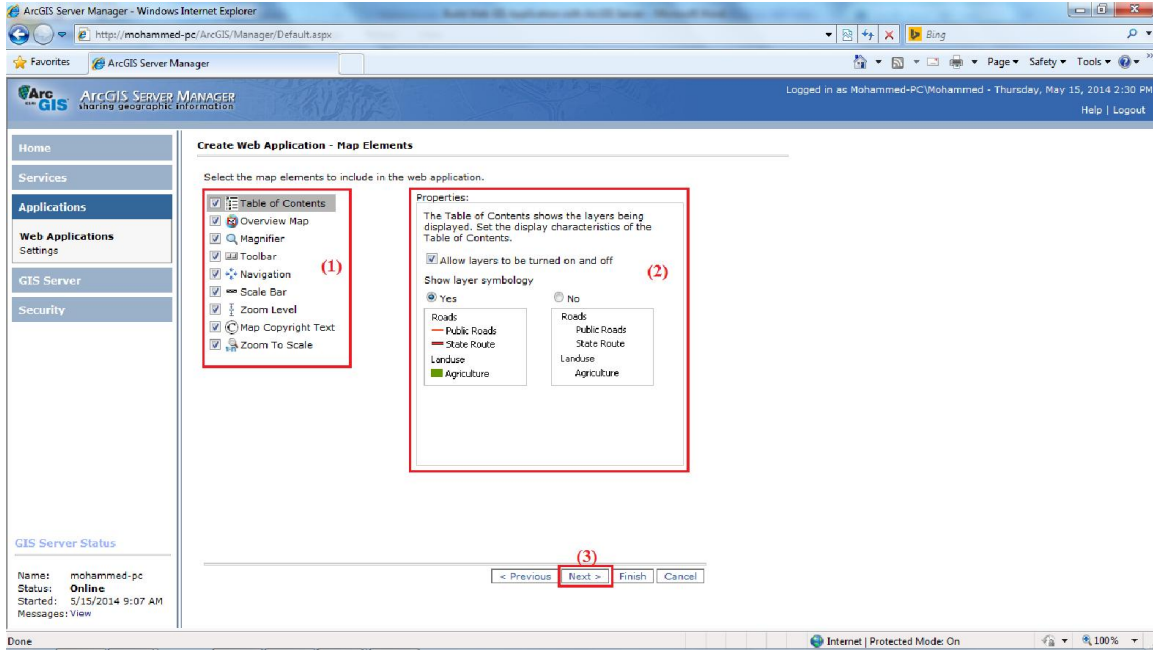 ArcGIS Server Manager - Windows Internet Explorer
http://mohammed-pc/ArcGIS/Manager/Default.aspx
Bing
Favorites
ArcGIS Server Manager
Page
Safety
Tools
Arc
GIS
ArcGIS Server Manager
sharing geographic information
Logged in as Mohammed-PC\Mohammed - Thursday, May 15, 2014 2:30 PM
Help | Logout
Home
Services
Applications
Web Applications
Settings
GIS Server
Security
Create Web Application - Map Elements
Select the map elements to include in the web application.
Table of Contents
Overview Map
Magnifier
Toolbar
Navigation
Scale Bar
Zoom Level
Map Copyright Text
Zoom To Scale
(1)
Properties:
The Table of Contents shows the layers being
displayed. Set the display characteristics of the
Table of Contents.
Allow layers to be turned on and off
(2)
Show layer symbology
Yes
No
Roads
Public Roads
State Route
Landuse
Agriculture
Roads
Public Roads
State Route
Landuse
Agriculture
(3)
< Previous
Next >
Finish
Cancel
GIS Server Status
Name: mohammed-pc
Status: Online
Started: 5/15/2014 9:07 AM
Messages: View
Done
Internet | Protected Mode: On
100%